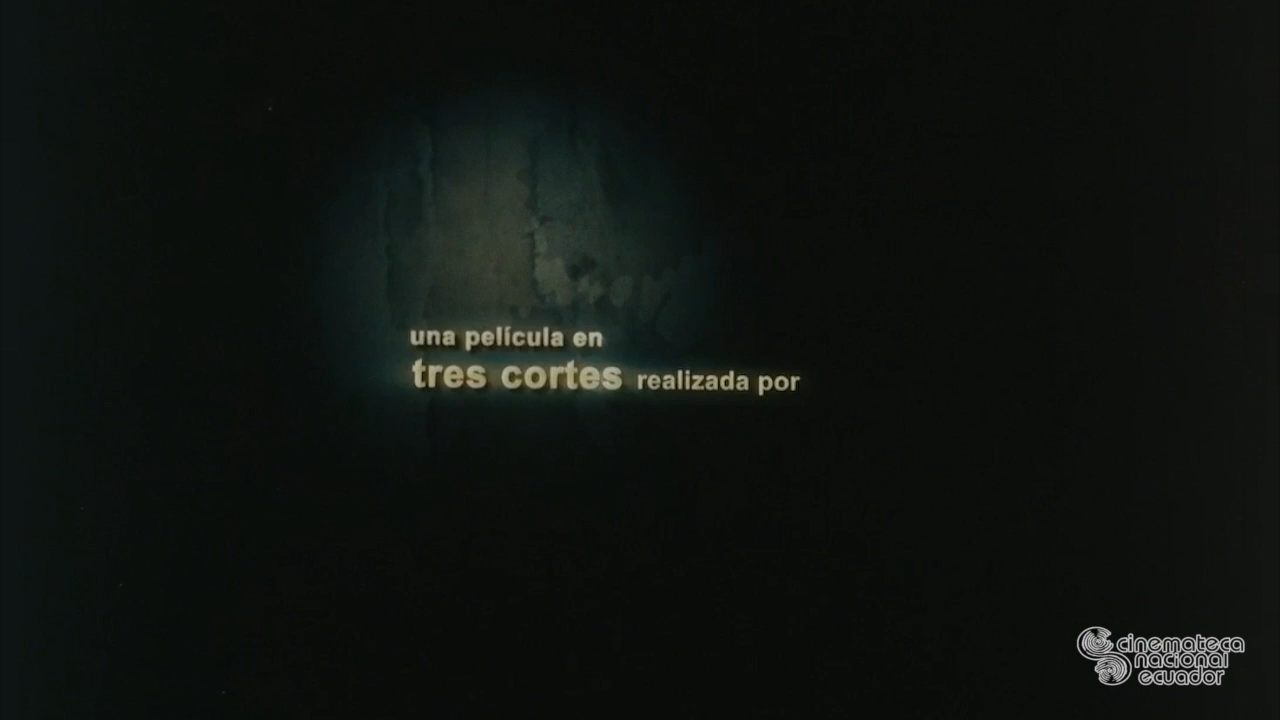 una película en
tres cortes realizada por
cinemateca
nacional
ecuador